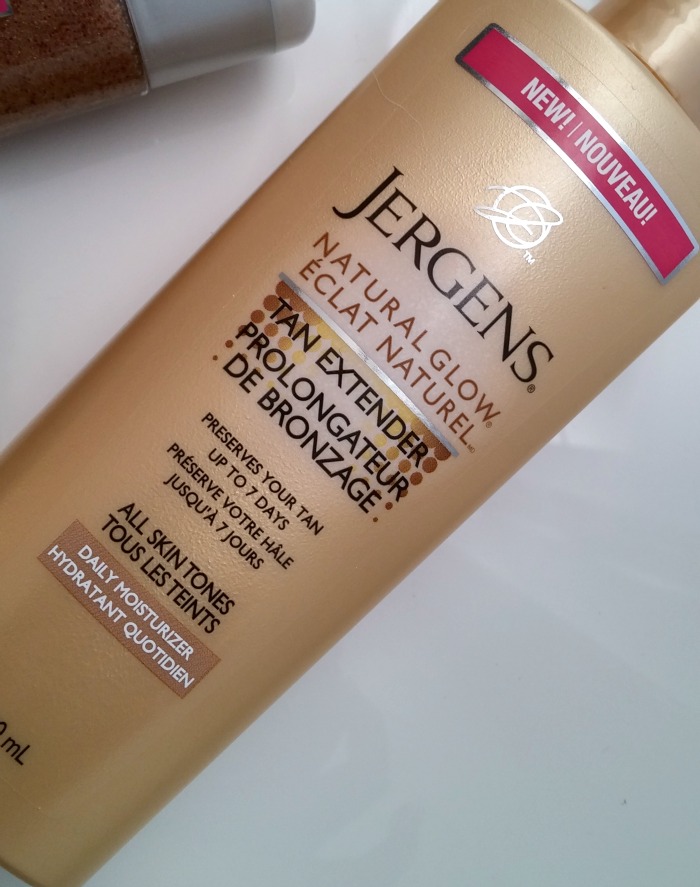 NEW! | NOUVEAU!
JERGENS®
NATURAL GLOW®
ÉCLAT NATUREL
TAN EXTENDER
PROLONGATEUR
DE BRONZAGE
PRESERVES YOUR TAN
UP TO 7 DAYS
PRÉSERVE VOTRE HÂLE
JUSQU'À 7 JOURS
ALL SKIN TONES
TOUS LES TEINTS
DAILY MOISTURIZER
HYDRATANT QUOTIDIEN
mL